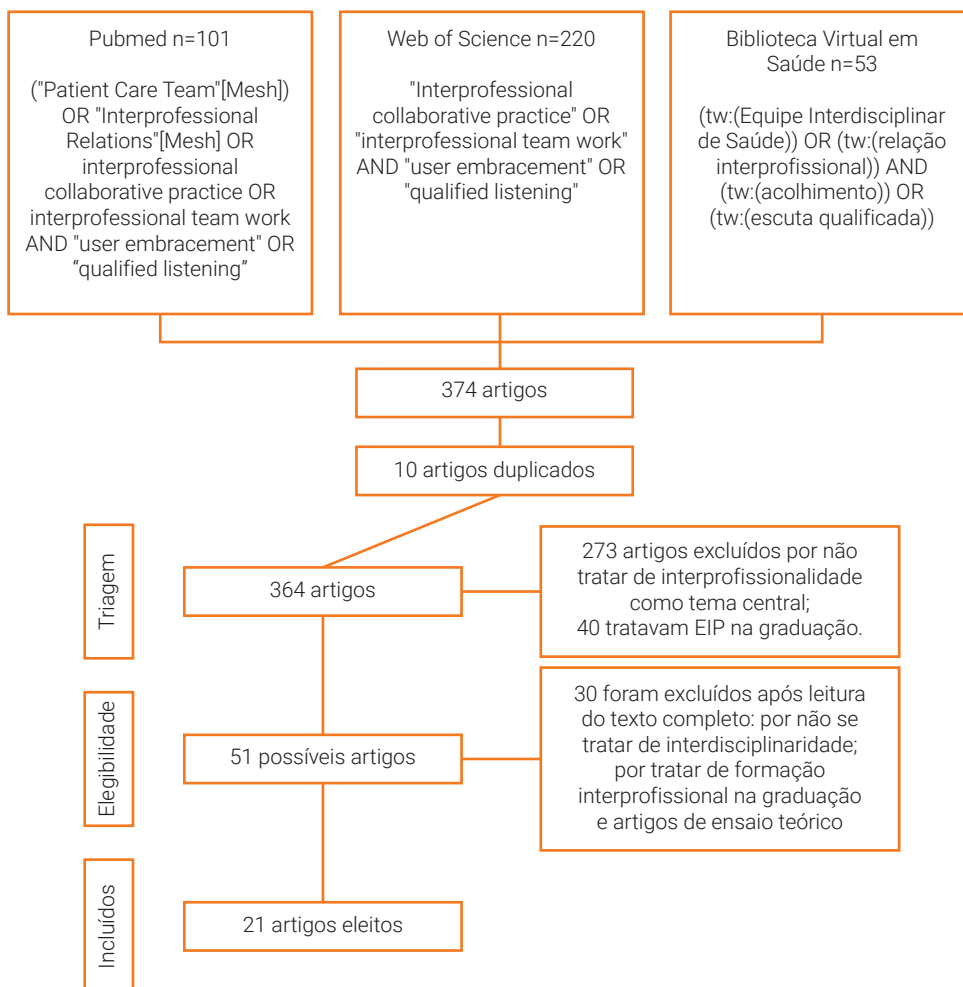 Pubmed n=101
("Patient Care Team"[Mesh])
OR "Interprofessional
Relations"[Mesh] OR
interprofessional
collaborative practice OR
interprofessional team work
AND "user embracement" OR
“qualified listening”
Web of Science n=220
"Interprofessional
collaborative practice" OR
"interprofessional team work"
AND "user embracement" OR
"qualified listening"
Biblioteca Virtual em
Saúde n=53
(tw:(Equipe Interdisciplinar
de Saúde)) OR (tw:(relação
interprofissional)) AND
(tw:(acolhimento)) OR
(tw:(escuta qualificada))
374 artigos
10 artigos duplicados
Triagem
364 artigos
273 artigos excluídos por não
tratar de interprofissionalidade
como tema central;
40 tratavam EIP na graduação.
Elegibilidade
51 possíveis artigos
30 foram excluídos após leitura
do texto completo: por não se
tratar de interdisciplinaridade;
por tratar de formação
interprofissional na graduação
e artigos de ensaio teórico
Incluídos
21 artigos eleitos